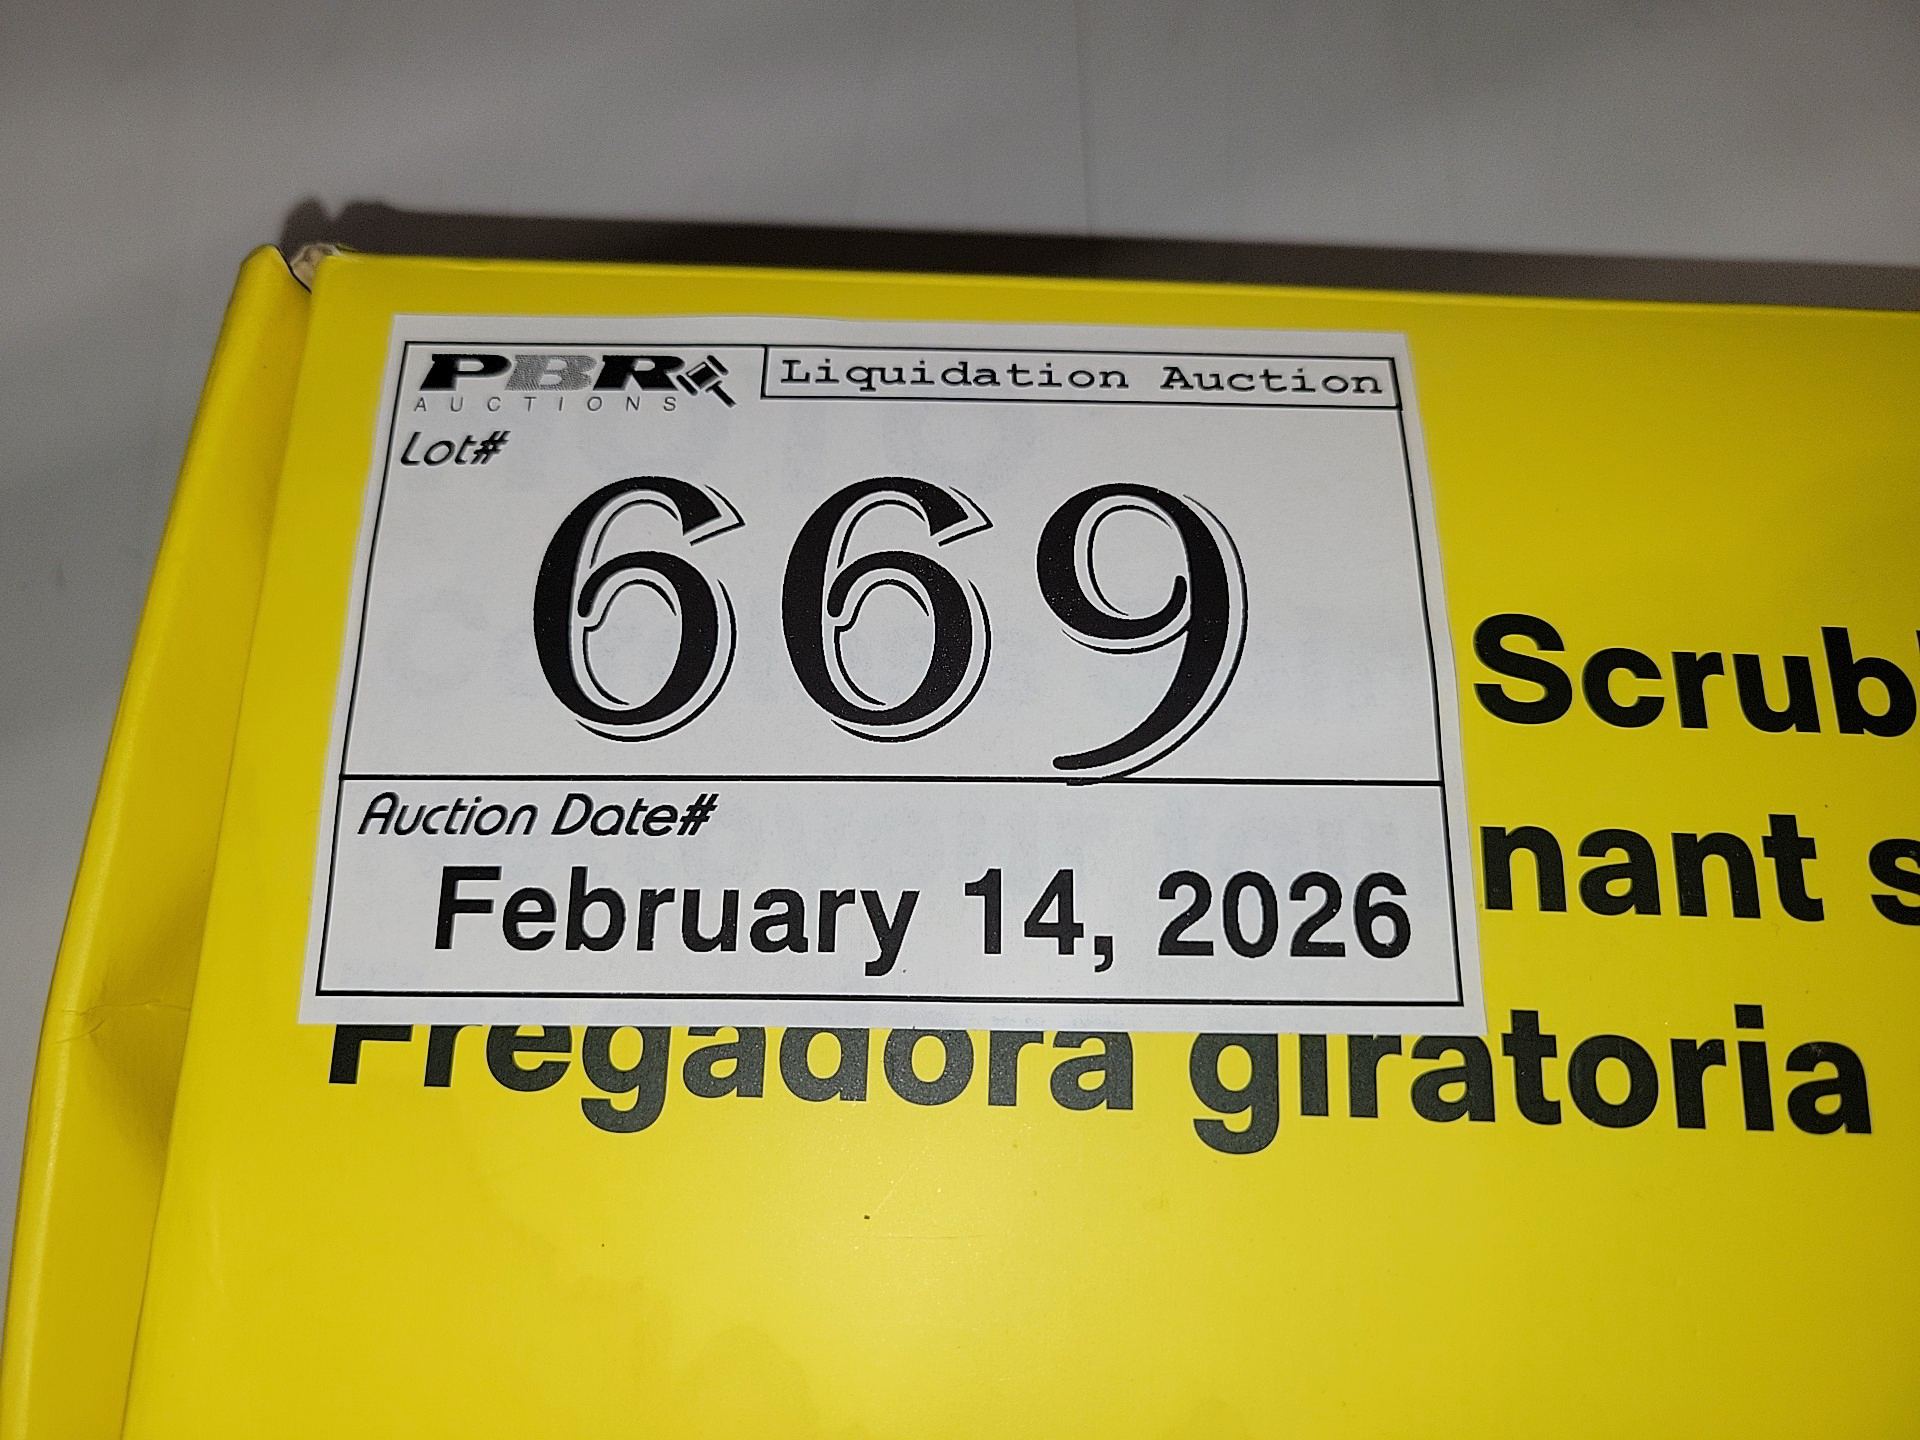 PBR
AUCTIONS
Liquidation Auction
Lot#
669
Auction Date#
February 14, 2026
Scrub
nant s
Fregadora giratoria